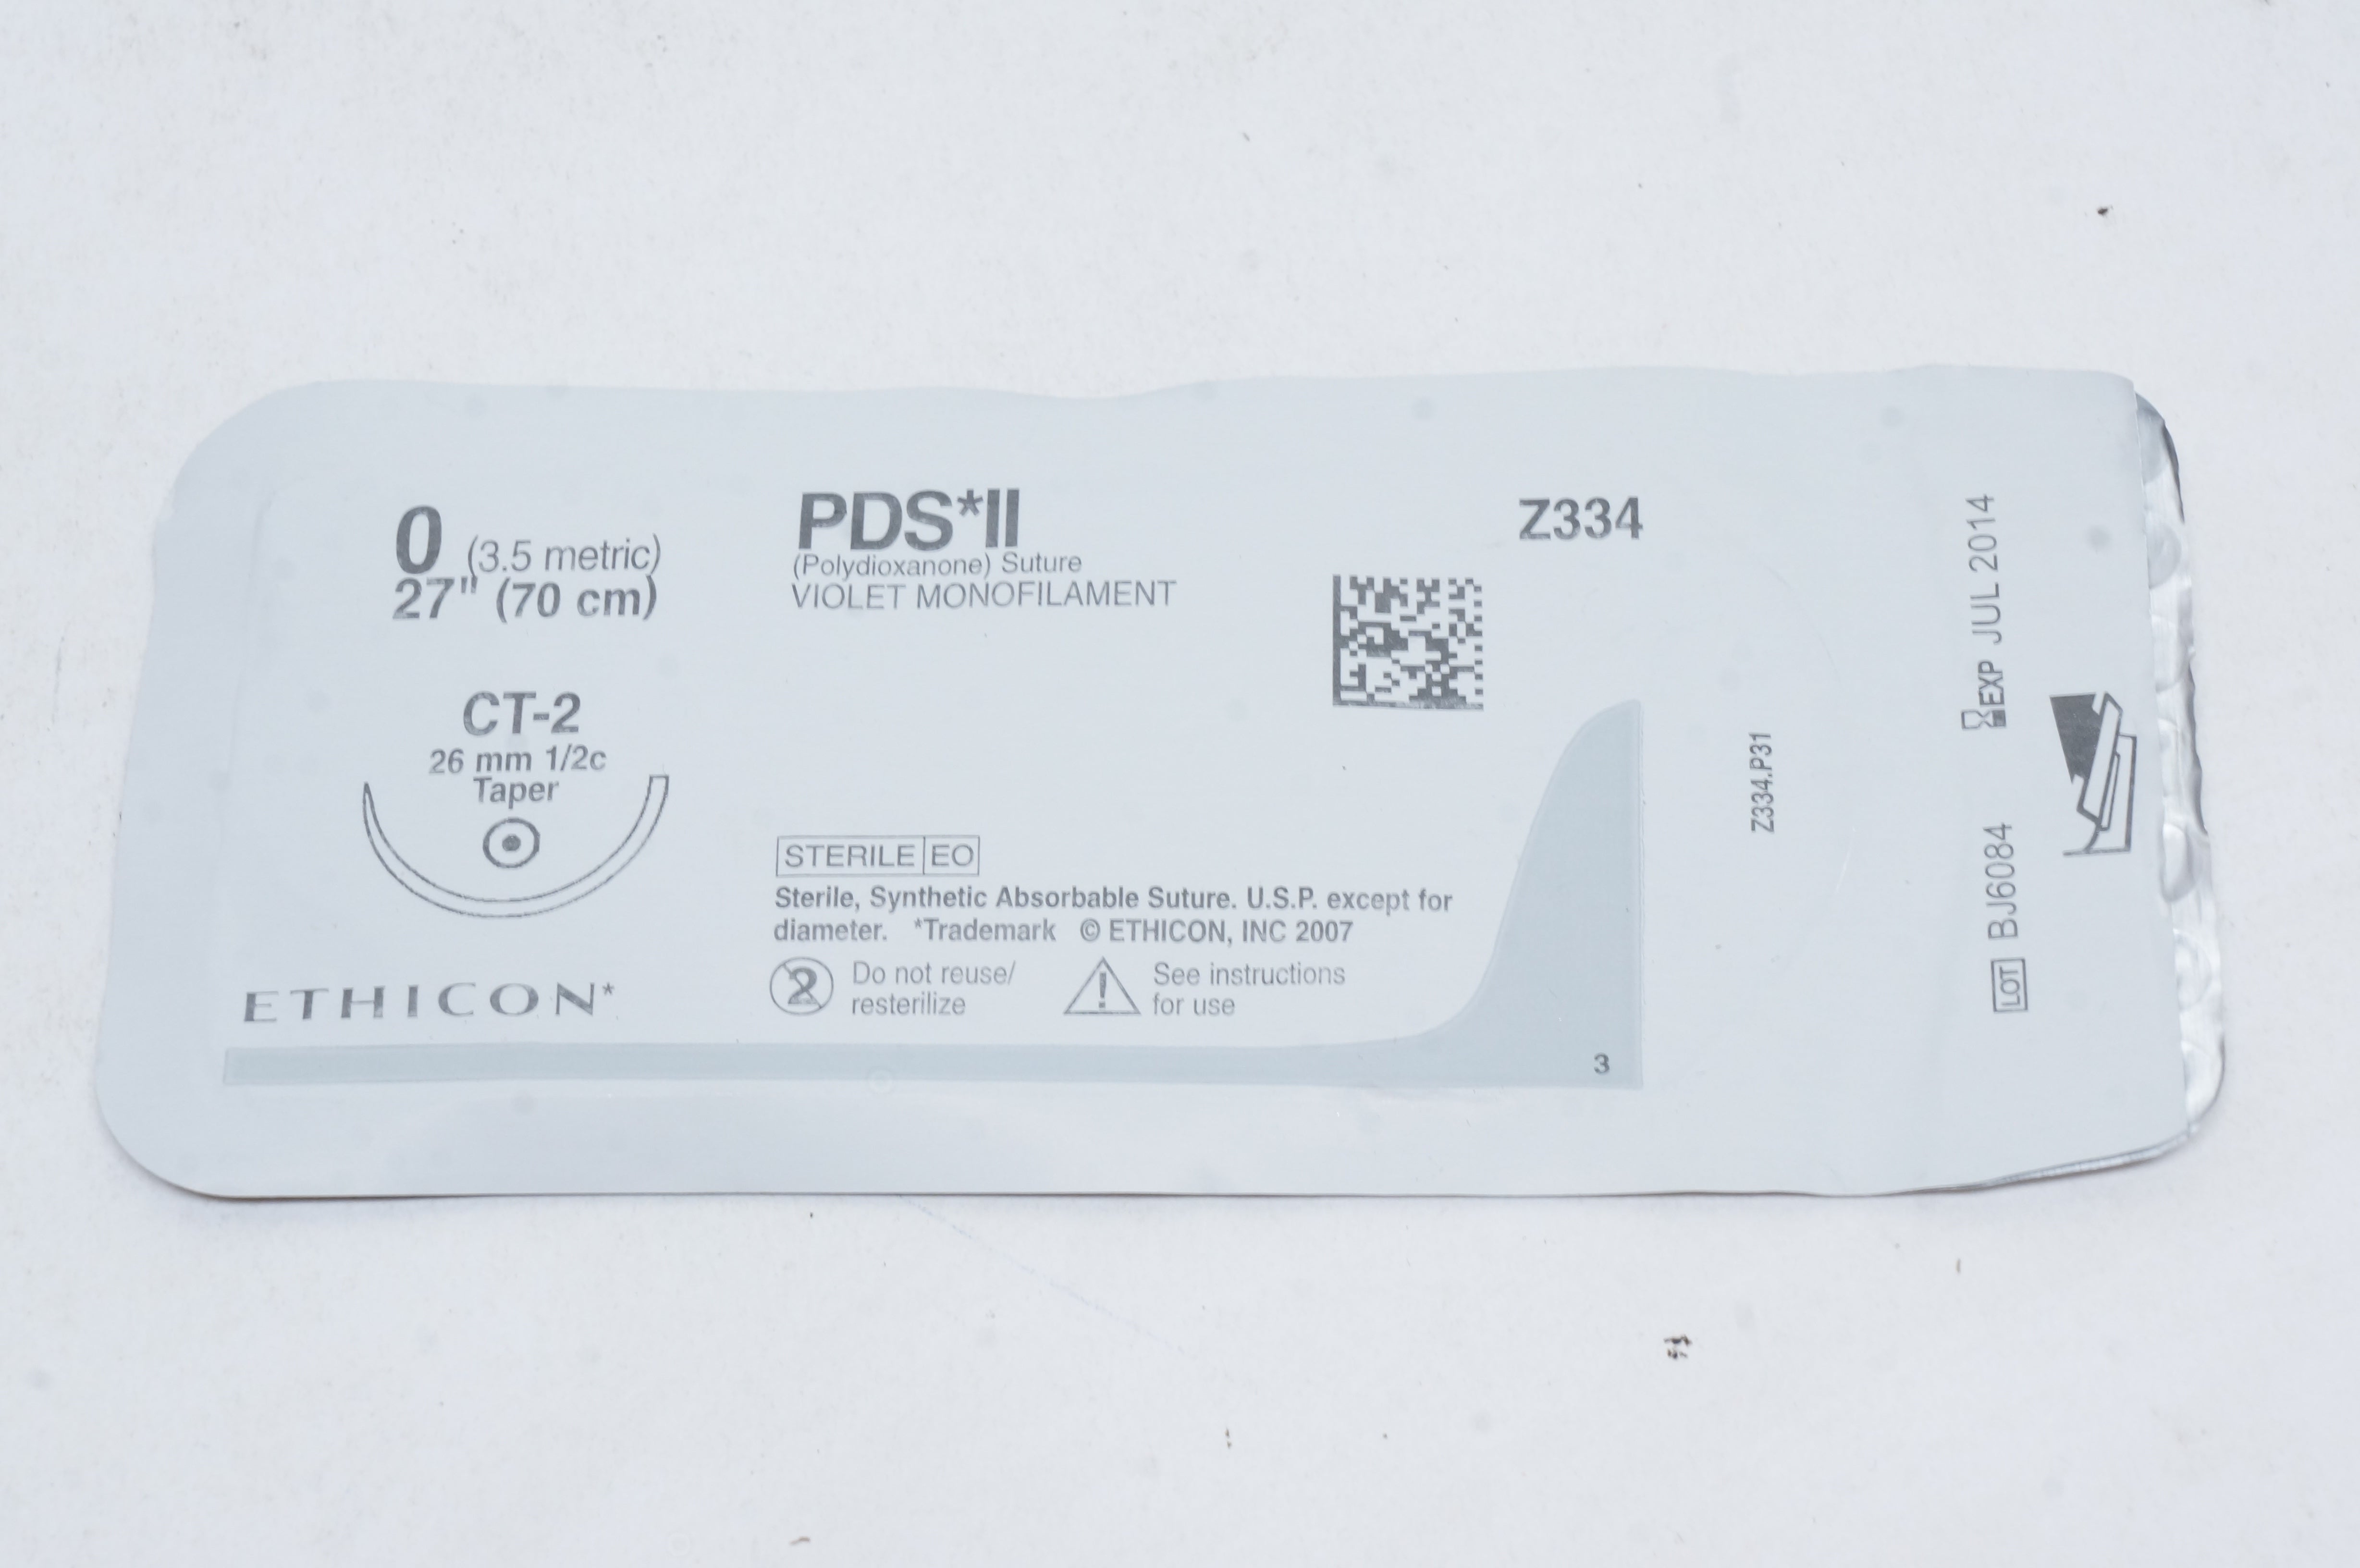 0 (3.5 metric)
27" (70 cm)
CT-2
26 mm 1/2c
Taper
ETHICON*
PDS*II
(Polydioxanone) Suture
VIOLET MONOFILAMENT
STERILE EO
Sterile, Synthetic Absorbable Suture. U.S.P. except for
diameter. *Trademark © ETHICON, INC 2007
2 Do not reuse/
resterilize
! See instructions
for use
Z334
3
Z334.P31
EXP JUL 2014
LOT BJ6084